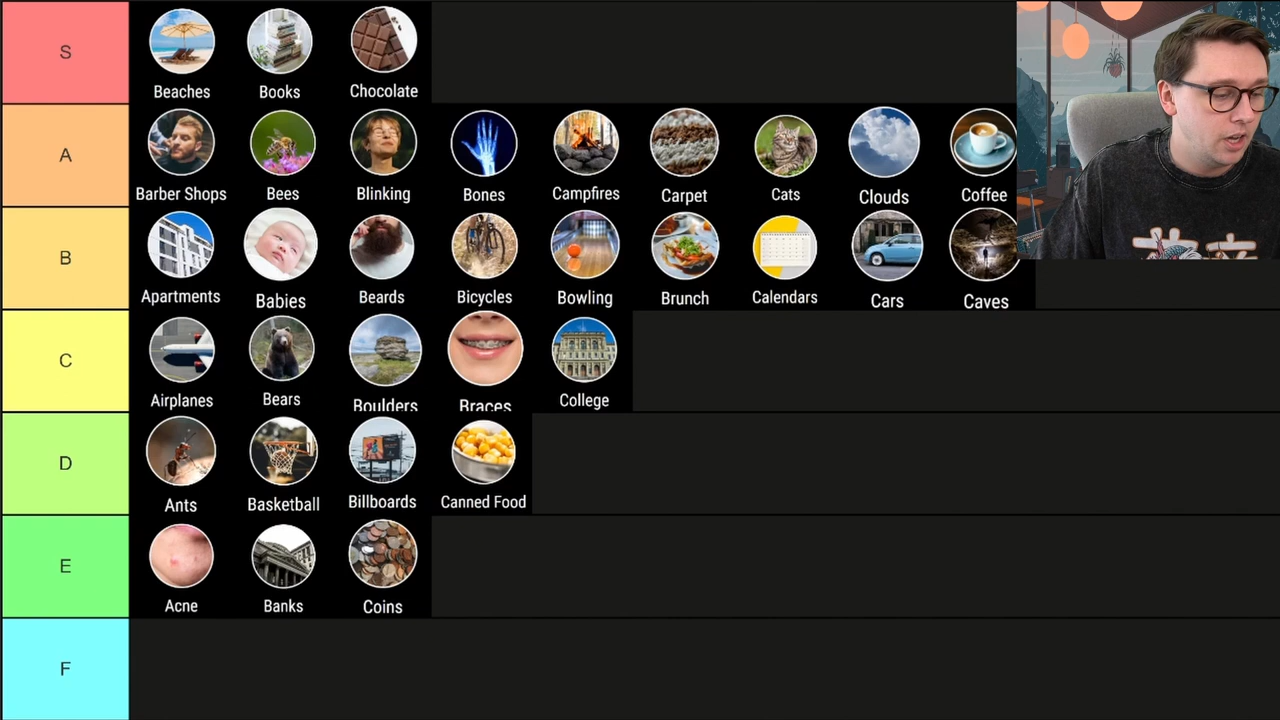 S
Beaches Books Chocolate
A
Barber Shops Bees Blinking Bones Campfires Carpet Cats Clouds Coffee
B
Apartments Babies Beards Bicycles Bowling Brunch Calendars Cars Caves
C
Airplanes Bears Boulders Braces College
D
Ants Basketball Billboards Canned Food
E
Acne Banks Coins
F